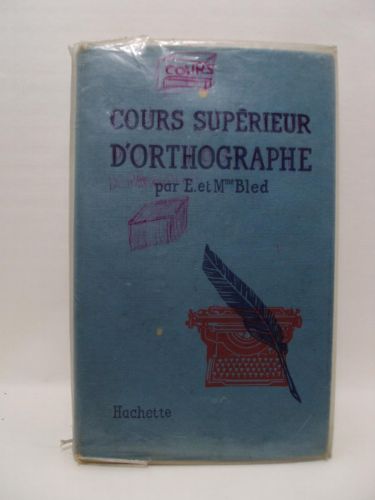 COURS
COURS SUPÉRIEUR
D'ORTHOGRAPHE
par E. et Mme Bled
Hachette